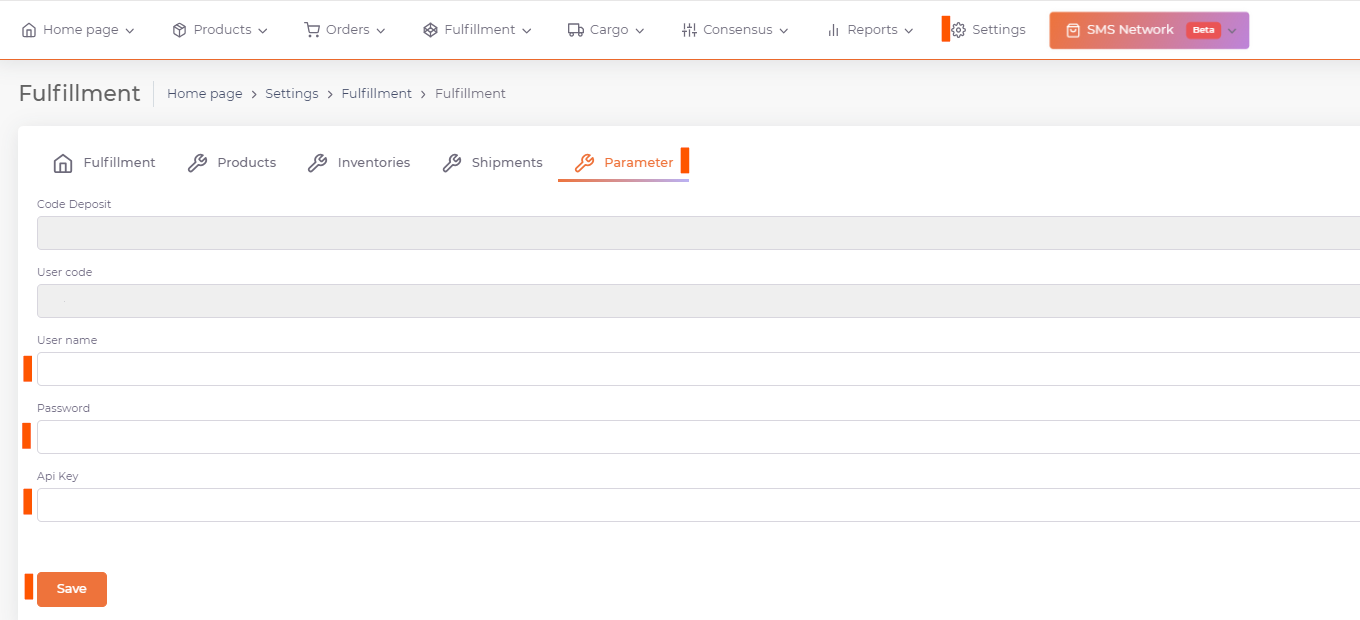 Home page Products Orders Fulfillment Cargo Consensus Reports Settings SMS Network Beta
Fulfillment Home page > Settings > Fulfillment > Fulfillment
Fulfillment Products Inventories Shipments Parameter
Code Deposit
User code
User name
Password
Api Key
Save